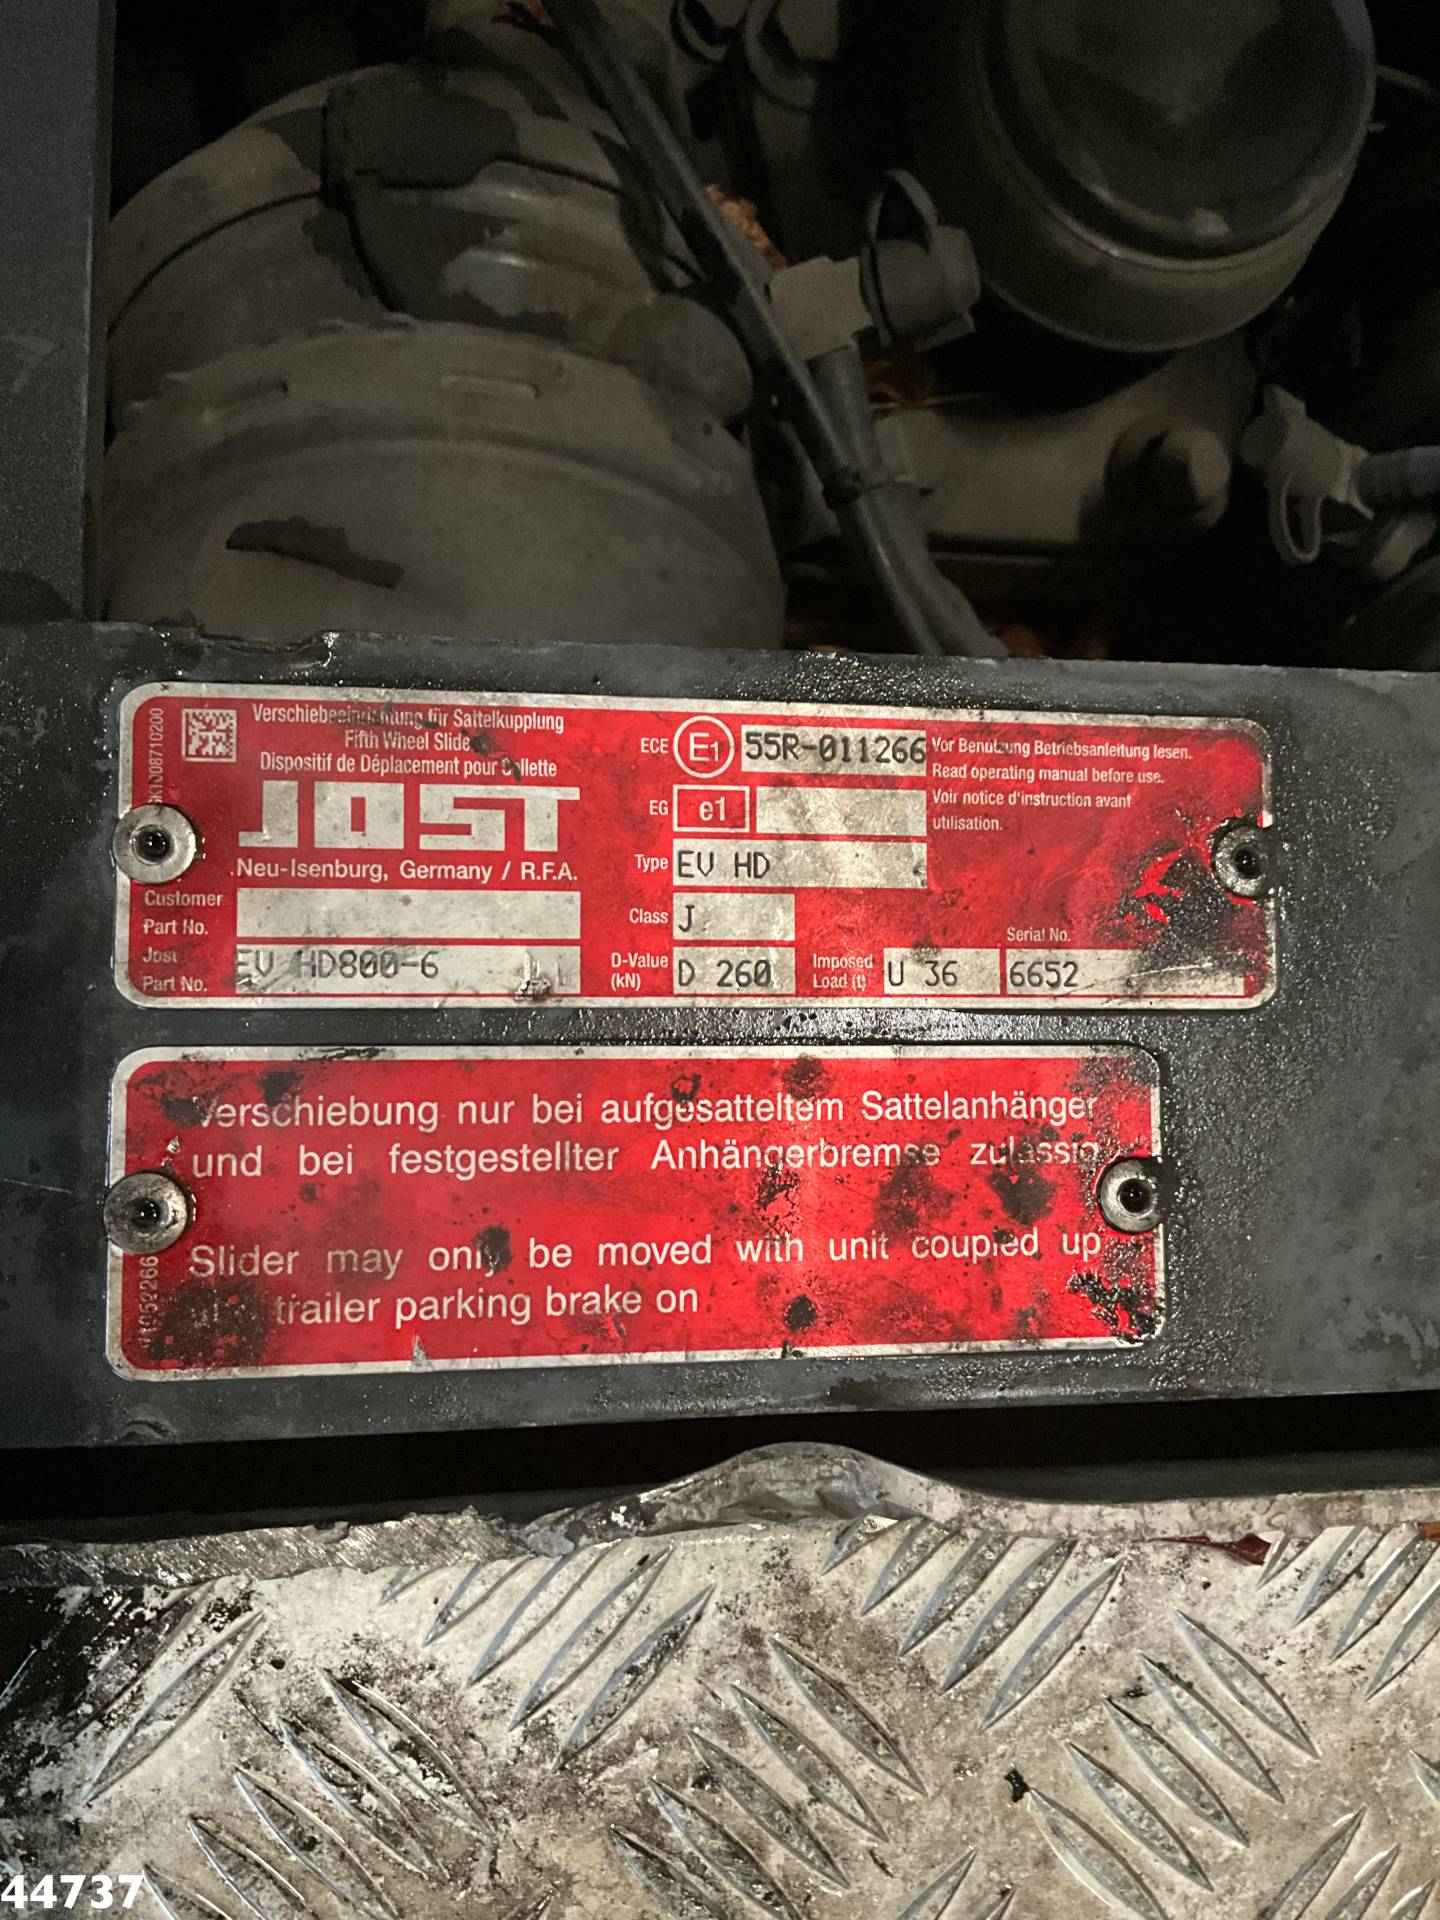 Verschiebeeinrichtung für Sattelkupplung
Fifth Wheel Slide
Dispositif de Déplacement pour Sellette
JOST
Neu-Isenburg, Germany / R.F.A.
Customer
Part No.
Jost
Part No.
EV HD800-6
ECE E1 55R-011266
EG e1
Type EV HD
Class J
D-Value
(kN)
D 260
Imposed
Load (t)
U 36
Serial No.
6652
Vor Benutzung Betriebsanleitung lesen.
Read operating manual before use.
Voir notice d'instruction avant
utilisation.
Verschiebung nur bei aufgesatteltem Sattelanhänger
und bei festgestellter Anhängerbremse zulässig
Slider may only be moved with unit coupled up
trailer parking brake on
44737